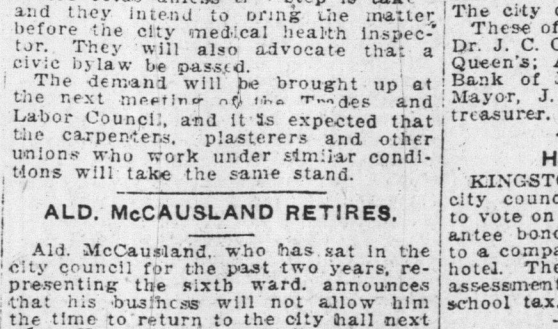 and they intend to bring the matter
before the city medical health inspec-
tor. They will also advocate that a
civic bylaw be passed.
The demand will be brought up at
the next meeting of the Trades and
Labor Council, and it is expected that
the carpenters, plasterers and other
unions who work under similar condi-
tions will take the same stand.
ALD. McCAUSLAND RETIRES.
Ald. McCausland, who has sat in the
city council for the past two years, re-
presenting the sixth ward, announces
that his business will not allow him
the time to return to the city hall next
The city
These of
Dr. J. C. C
Queen's; A
Bank of
Mayor, J.
treasurer.
H
KINGSTO
city counc
to vote on
antee bond
to a compa
hotel. The
assessment
school tax.